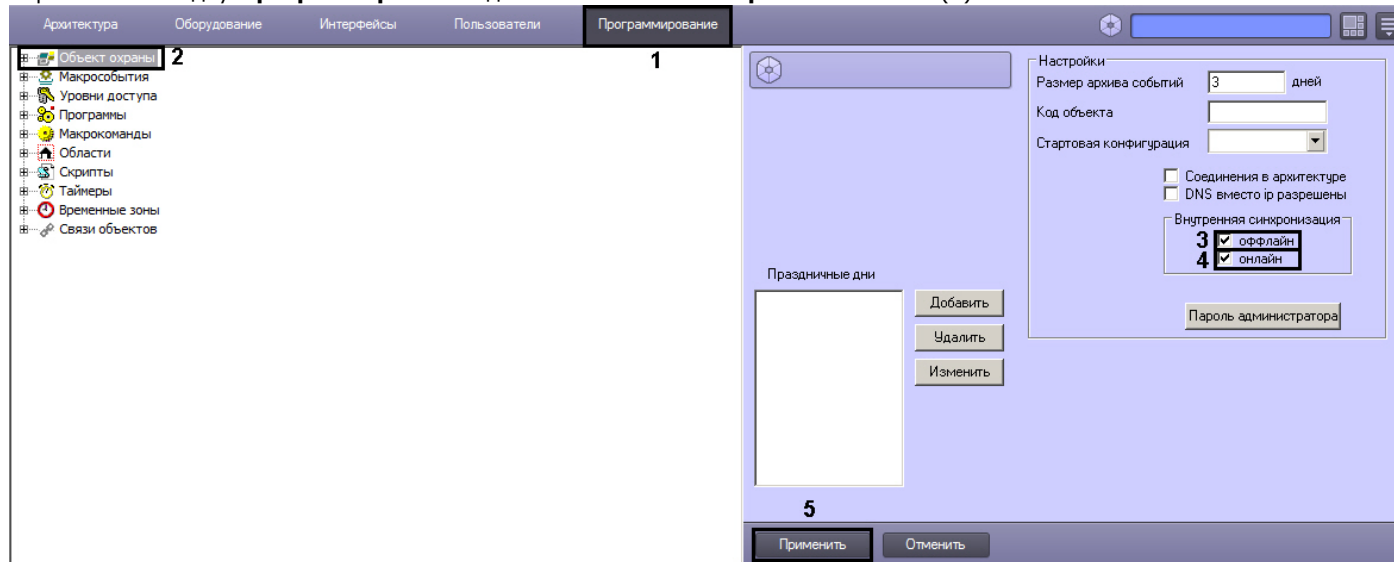 Архитектура Оборудование Интерфейсы Пользователи Программирование
1
Объект охраны 2
Макрособытия
Уровни доступа
Программы
Макрокоманды
Области
Скрипты
Таймеры
Временные зоны
Связи объектов
Настройки
Размер архива событий 3 дней
Код объекта
Стартовая конфигурация
Соединения в архитектуре
DNS вместо ip разрешены
Внутренняя синхронизация
3 оффлайн
4 онлайн
Пароль администратора
Праздничные дни
Добавить
Удалить
Изменить
5
Применить Отменить